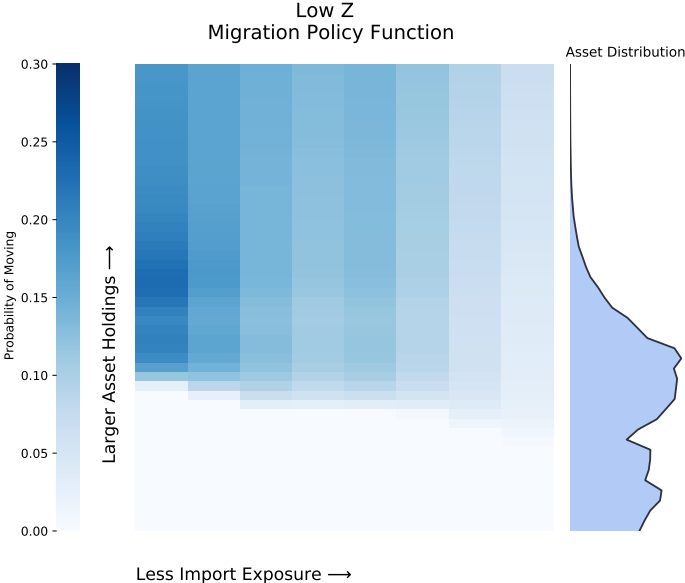 Low Z
Migration Policy Function
Asset Distribution
0.30
0.25
0.20
0.15
0.10
0.05
0.00
Probability of Moving
Larger Asset Holdings ⟶
Less Import Exposure ⟶